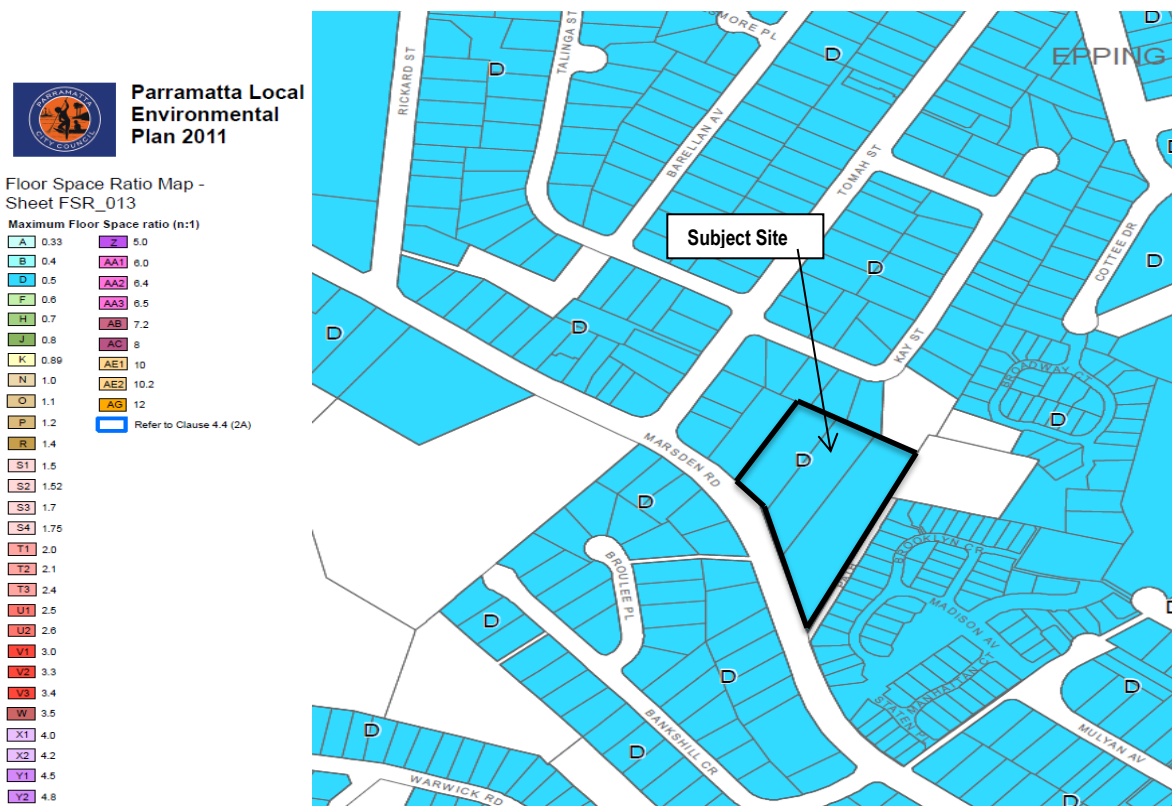 PARRAMATTA
CITY COUNCIL
Parramatta Local
Environmental
Plan 2011
Floor Space Ratio Map -
Sheet FSR_013
Maximum Floor Space ratio (n:1)
A 0.33
B 0.4
D 0.5
F 0.6
H 0.7
J 0.8
K 0.89
N 1.0
O 1.1
P 1.2
R 1.4
S1 1.5
S2 1.52
S3 1.7
S4 1.75
T1 2.0
T2 2.1
T3 2.4
U1 2.5
U2 2.6
V1 3.0
V2 3.3
V3 3.4
W 3.5
X1 4.0
X2 4.2
Y1 4.5
Y2 4.8
Z 5.0
AA1 6.0
AA2 6.4
AA3 6.5
AB 7.2
AC 8
AE1 10
AE2 10.2
AG 12
Refer to Clause 4.4 (2A)
D
EPPING
RICKARD ST
TALINGA ST
PL
D
D
BARELLAN AV
TOMAH ST
Subject Site
COTTEE DR
D
D
D
D
KAY ST
BROADWAY CT
D
MARSDEN RD
D
D
PATH
BROOKLYN CR
BROULEE PL
MADISON AV
D
D
MANHATTAN CT
STATEN PL
D
D
D
BANKSHILL CR
MULYAN AV
WARWICK RD
D